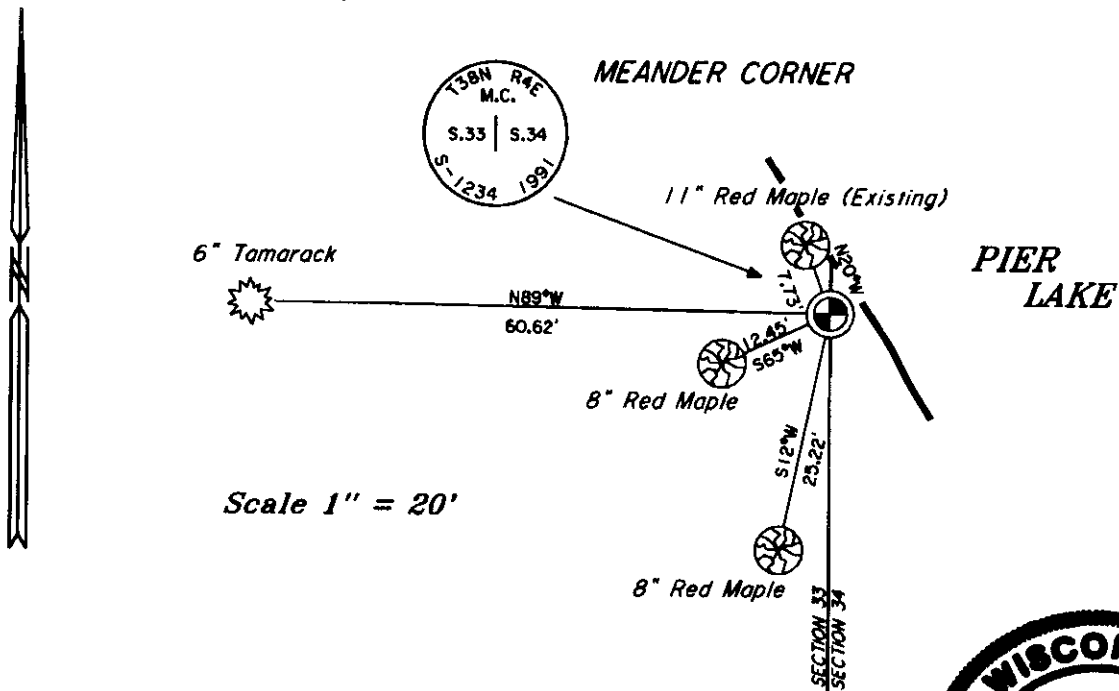 MEANDER CORNER
T38N R4E
M.C.
S.33 | S.34
S-1234 1991
11" Red Maple (Existing)
N
6" Tamarack
PIER
LAKE
N20°W
7.73'
N89°W
60.62'
12.45'
S65°W
8" Red Maple
S12°W
25.22'
Scale 1" = 20'
8" Red Maple
SECTION 33
SECTION 34
WISCON